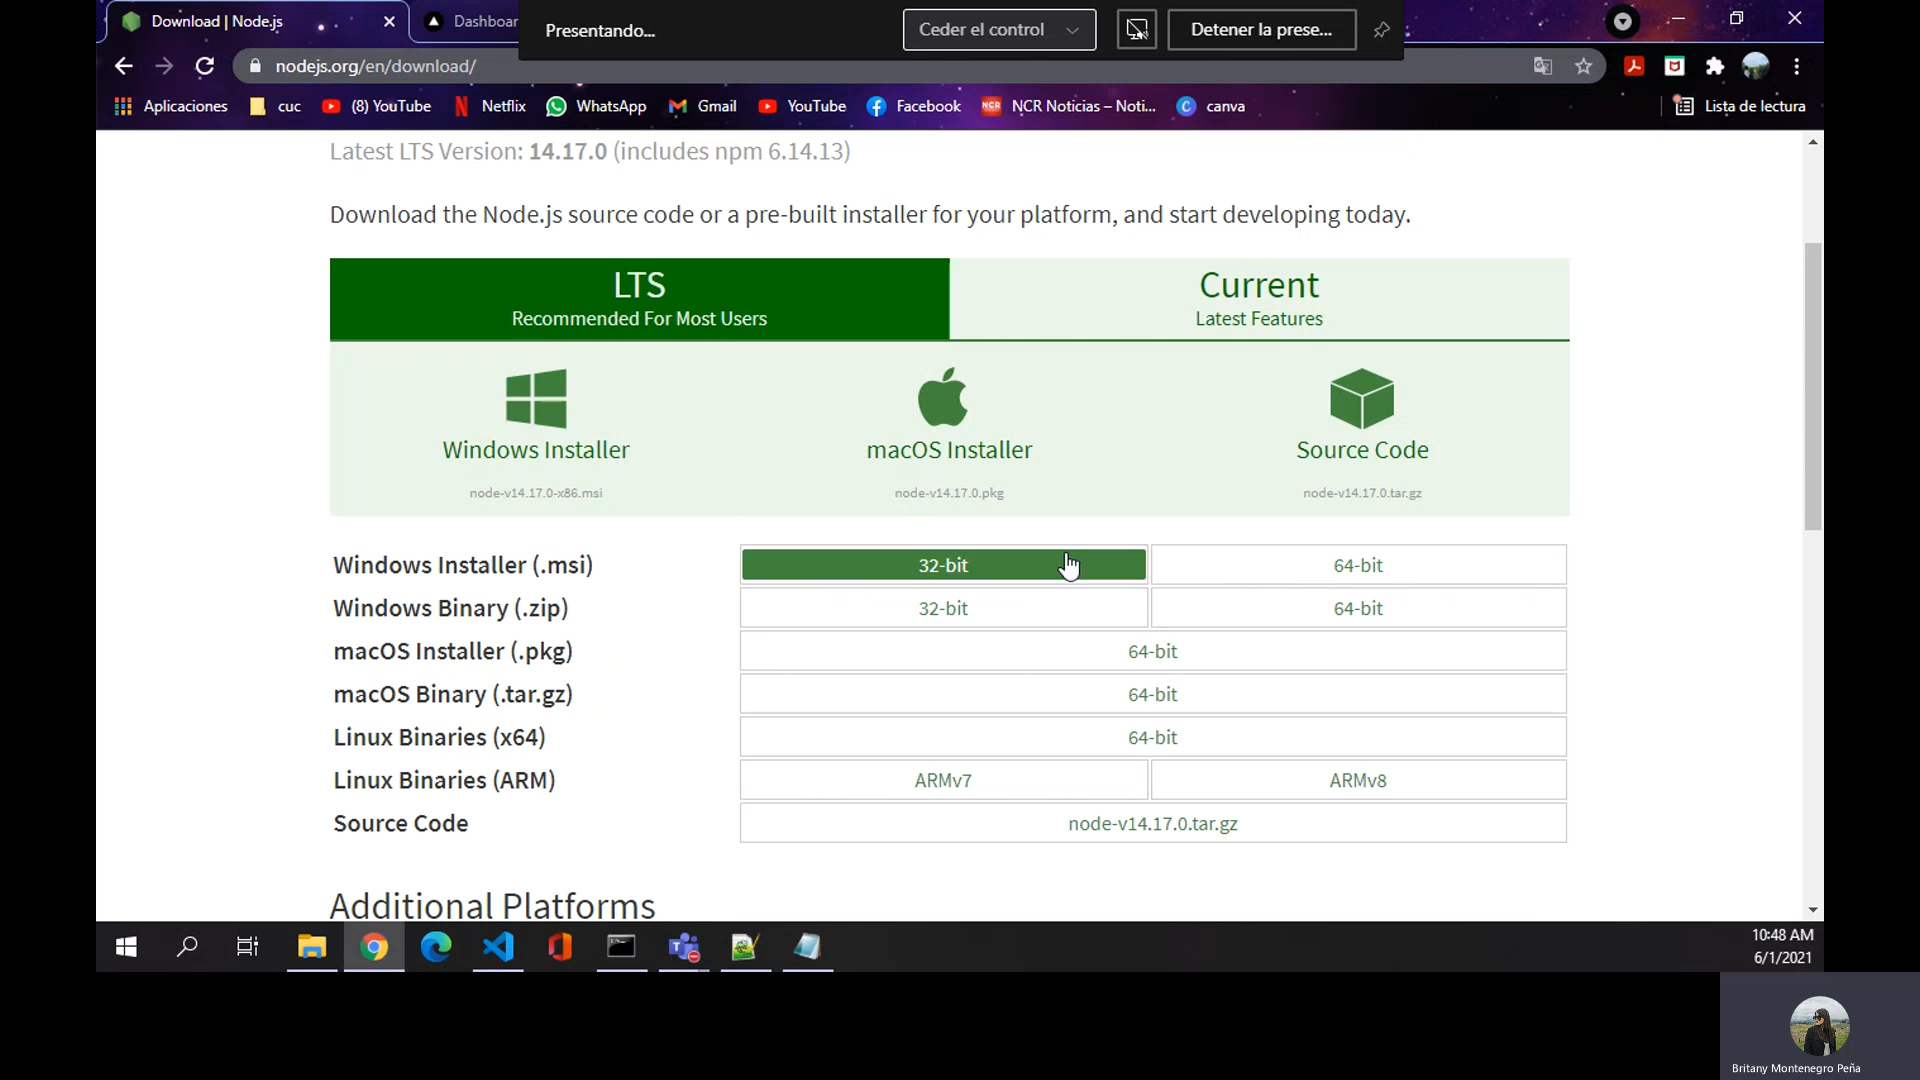 Download | Node.js
Dashboar
Presentando...
Ceder el control
Detener la prese...
nodejs.org/en/download/
Aplicaciones
cuc
(8) YouTube
Netflix
WhatsApp
Gmail
YouTube
Facebook
NCR
NCR Noticias – Noti...
C
canva
Lista de lectura
Latest LTS Version: 14.17.0 (includes npm 6.14.13)
Download the Node.js source code or a pre-built installer for your platform, and start developing today.
LTS
Recommended For Most Users
Current
Latest Features
Windows Installer
node-v14.17.0-x86.msi
macOS Installer
node-v14.17.0.pkg
Source Code
node-v14.17.0.tar.gz
Windows Installer (.msi)
32-bit
64-bit
Windows Binary (.zip)
32-bit
64-bit
macOS Installer (.pkg)
64-bit
macOS Binary (.tar.gz)
64-bit
Linux Binaries (x64)
64-bit
Linux Binaries (ARM)
ARMv7
ARMv8
Source Code
node-v14.17.0.tar.gz
Additional Platforms
10:48 AM
6/1/2021
Britany Montenegro Peña